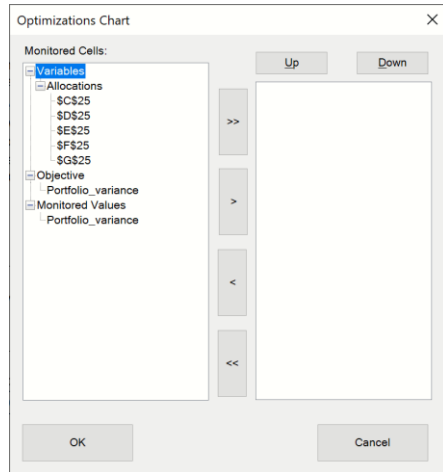 Optimizations Chart
Monitored Cells:
Variables
Allocations
$C$25
$D$25
$E$25
$F$25
$G$25
Objective
Portfolio_variance
Monitored Values
Portfolio_variance
>>
>
<
<<
Up
Down
OK
Cancel